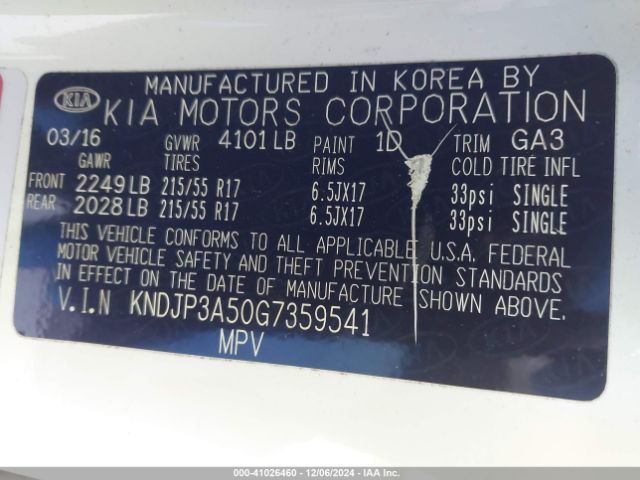 KIA MANUFACTURED IN KOREA BY
KIA MOTORS CORPORATION
03/16 GVWR 4101LB PAINT 1D TRIM GA3
GAWR TIRES RIMS COLD TIRE INFL
FRONT 2249LB 215/55 R17 6.5JX17 33psi SINGLE
REAR 2028LB 215/55 R17 6.5JX17 33psi SINGLE
THIS VEHICLE CONFORMS TO ALL APPLICABLE U.S.A. FEDERAL
MOTOR VEHICLE SAFETY AND THEFT PREVENTION STANDARDS
IN EFFECT ON THE DATE OF MANUFACTURE SHOWN ABOVE.
V.I.N KNDJP3A50G7359541
MPV
000-41026460 - 12/06/2024 - IAAI.COM